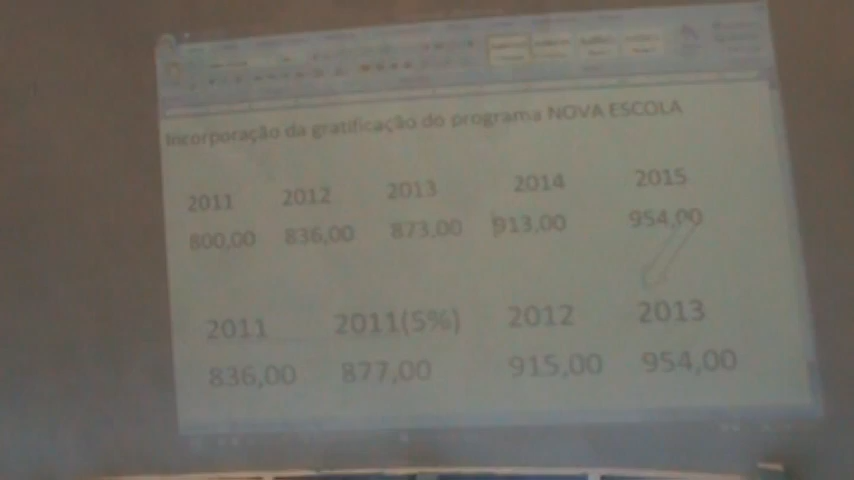 Incorporação da gratificação do programa NOVA ESCOLA
2011 2012 2013 2014 2015
800,00 836,00 873,00 913,00 954,00
2011 2011(5%) 2012 2013
836,00 877,00 915,00 954,00